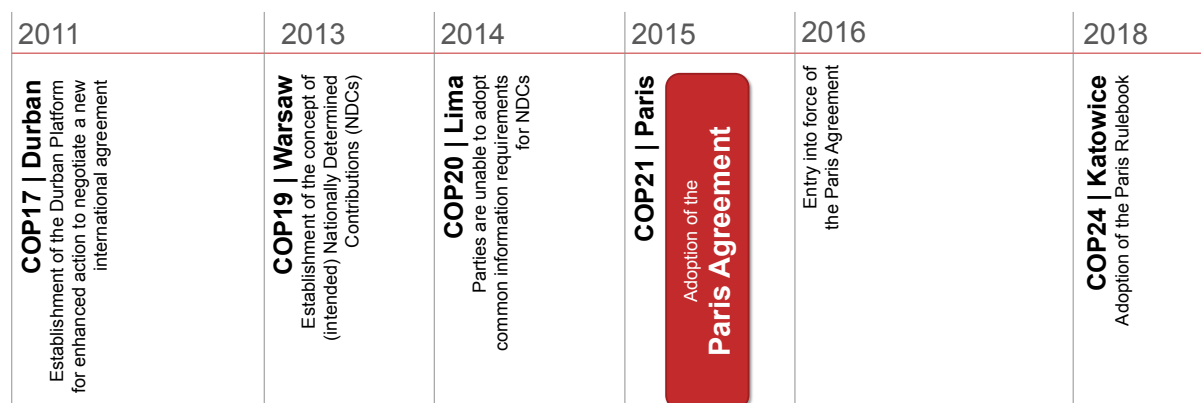 2011
COP17 | Durban
Establishment of the Durban Platform
for enhanced action to negotiate a new
international agreement
2013
COP19 | Warsaw
Establishment of the concept of
(intended) Nationally Determined
Contributions (NDCs)
2014
COP20 | Lima
Parties are unable to adopt
common information requirements
for NDCs
2015
COP21 | Paris
Adoption of the
Paris Agreement
2016
Entry into force of
the Paris Agreement
2018
COP24 | Katowice
Adoption of the Paris Rulebook